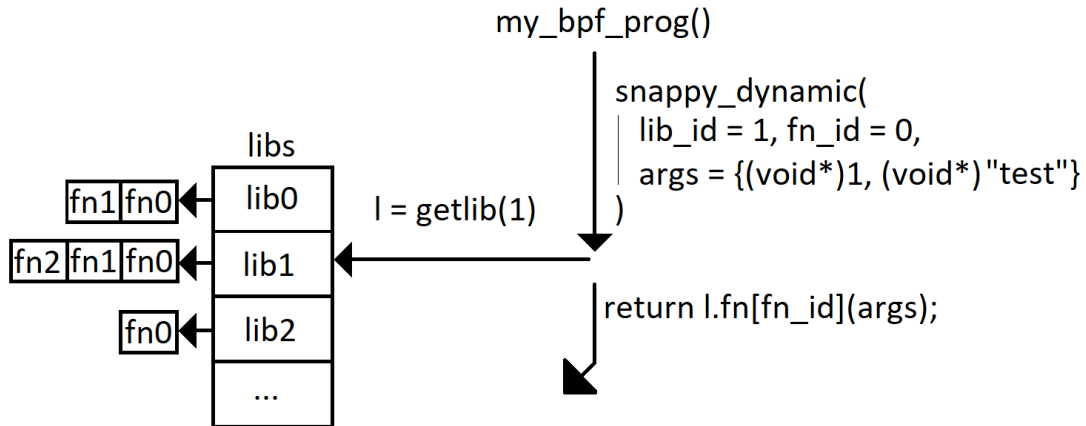 my_bpf_prog()
snappy_dynamic(
lib_id = 1, fn_id = 0,
args = {(void*)1, (void*)"test"}
)
libs
fn1 fn0 lib0
l = getlib(1)
fn2 fn1 fn0 lib1
return l.fn[fn_id](args);
fn0 lib2
...